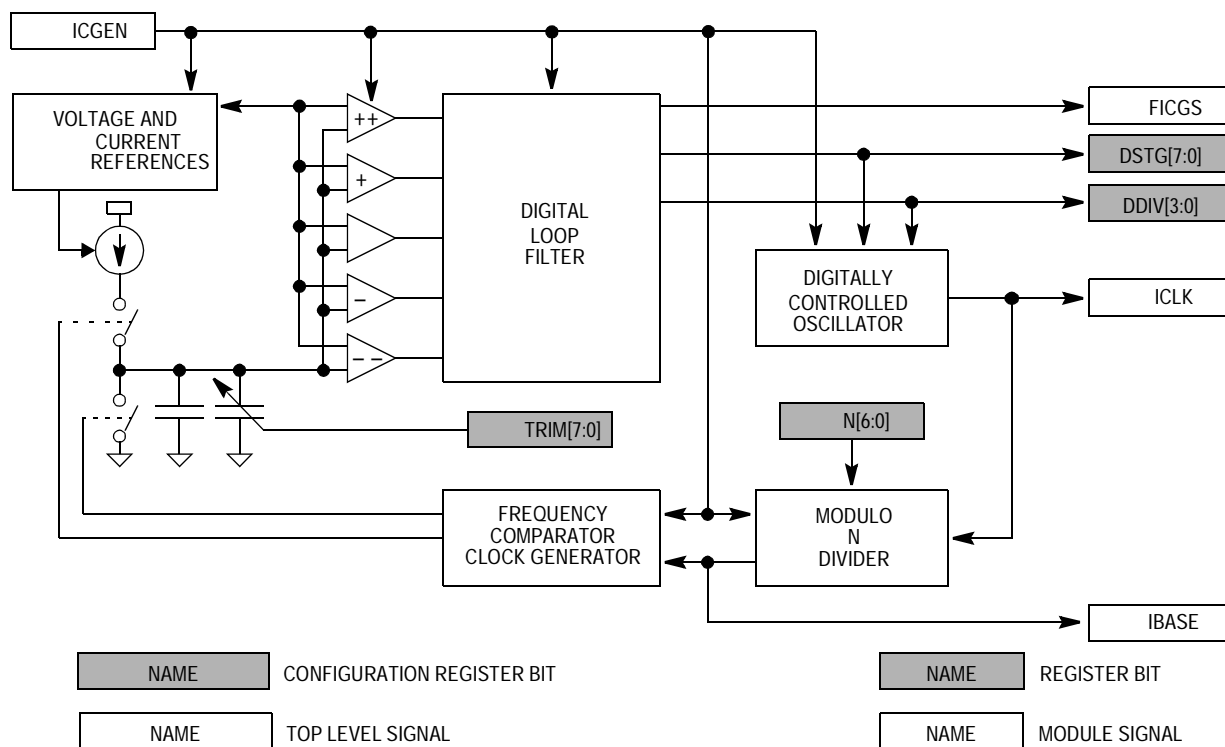 ICGEN
VOLTAGE AND
CURRENT
REFERENCES
++
+
−
− −
DIGITAL
LOOP
FILTER
FICGS
DSTG[7:0]
DDIV[3:0]
DIGITALLY
CONTROLLED
OSCILLATOR
ICLK
TRIM[7:0]
N[6:0]
FREQUENCY
COMPARATOR
CLOCK GENERATOR
MODULO
N
DIVIDER
IBASE
NAME CONFIGURATION REGISTER BIT
NAME REGISTER BIT
NAME TOP LEVEL SIGNAL
NAME MODULE SIGNAL